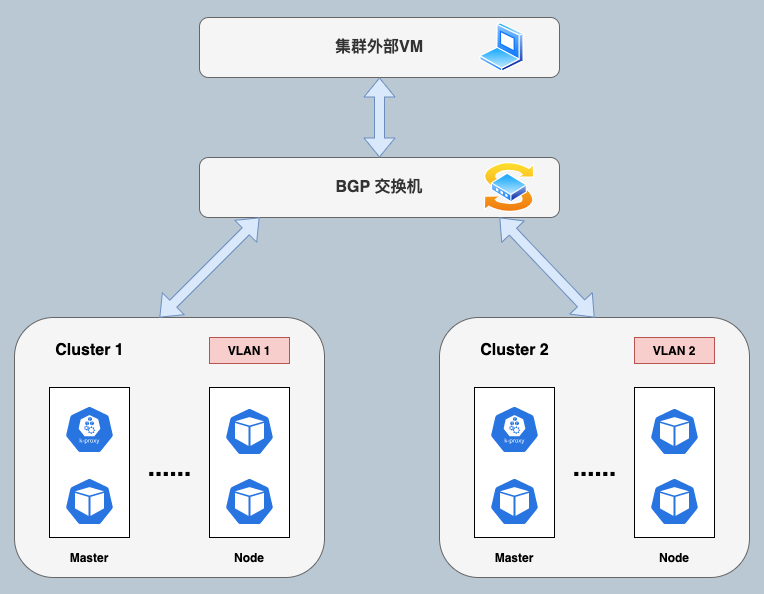 集群外部VM
BGP 交换机
Cluster 1
VLAN 1
k-proxy
......
Master
Node
Cluster 2
VLAN 2
k-proxy
......
Master
Node